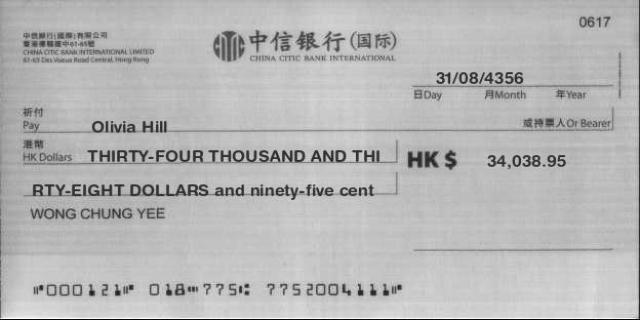 0617
中信銀行(國際)有限公司
香港德輔道中61-65號
CHINA CITIC BANK INTERNATIONAL LIMITED
61-65 Des Voeux Road Central, Hong Kong
中信银行(国际)
CHINA CITIC BANK INTERNATIONAL
31/08/4356
日Day 月Month 年Year
祈付
Pay Olivia Hill 或持票人Or Bearer
港幣
HK Dollars THIRTY-FOUR THOUSAND AND THI HK $ 34,038.95
RTY-EIGHT DOLLARS and ninety-five cent
WONG CHUNG YEE
⑈000121⑈ 018⑉775⑆ 7752004111⑈